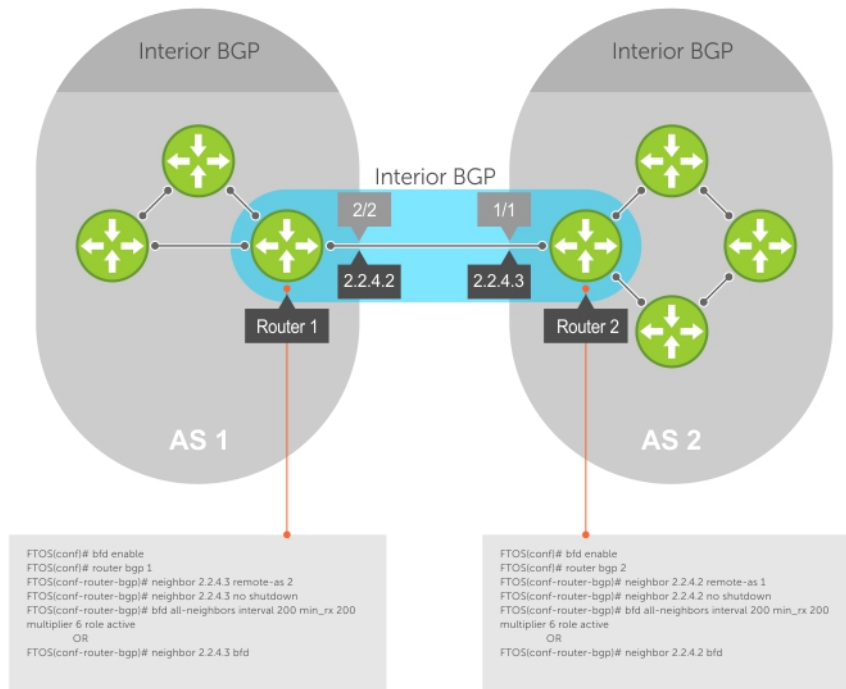 Interior BGP
Interior BGP
Interior BGP
2/2
1/1
2.2.4.2
2.2.4.3
Router 1
Router 2
AS 1
AS 2
FTOS(conf)# bfd enable
FTOS(conf)# router bgp 1
FTOS(conf-router-bgp)# neighbor 2.2.4.3 remote-as 2
FTOS(conf-router-bgp)# neighbor 2.2.4.3 no shutdown
FTOS(conf-router-bgp)# bfd all-neighbors interval 200 min_rx 200
multiplier 6 role active
OR
FTOS(conf-router-bgp)# neighbor 2.2.4.3 bfd
FTOS(conf)# bfd enable
FTOS(conf)# router bgp 2
FTOS(conf-router-bgp)# neighbor 2.2.4.2 remote-as 1
FTOS(conf-router-bgp)# neighbor 2.2.4.2 no shutdown
FTOS(conf-router-bgp)# bfd all-neighbors interval 200 min_rx 200
multiplier 6 role active
OR
FTOS(conf-router-bgp)# neighbor 2.2.4.2 bfd